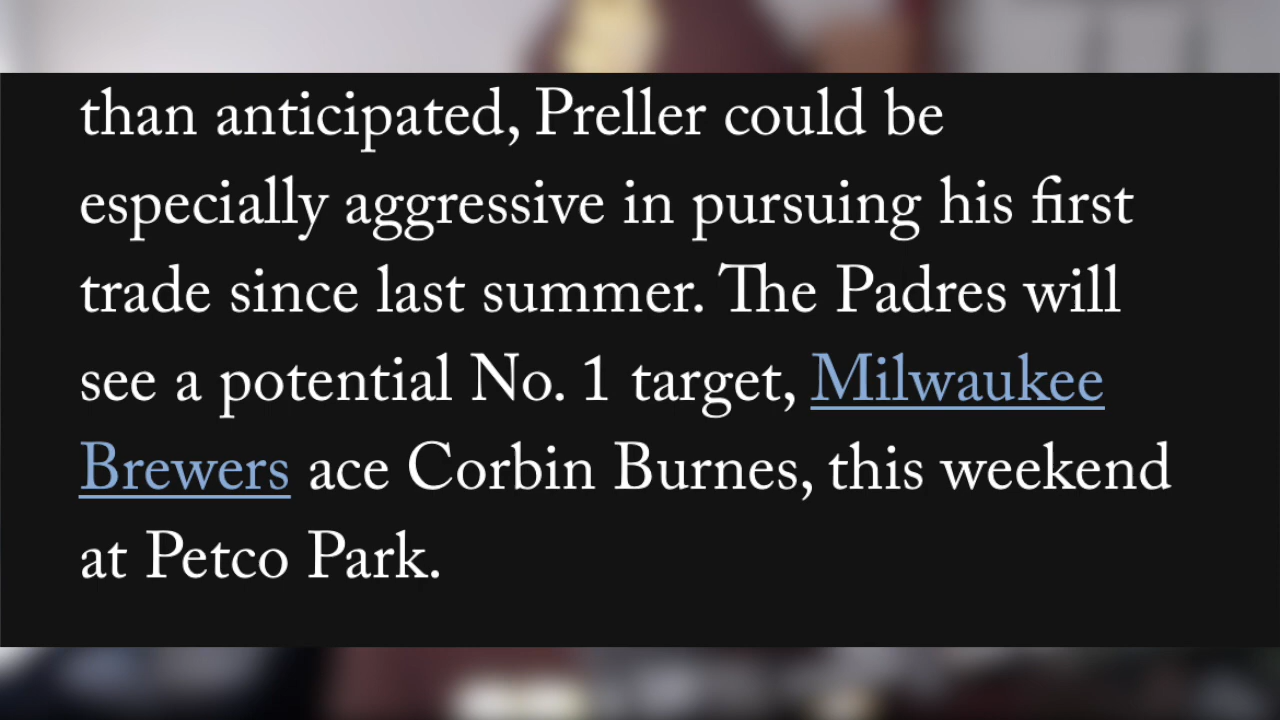 than anticipated, Preller could be
especially aggressive in pursuing his first
trade since last summer. The Padres will
see a potential No. 1 target, Milwaukee
Brewers ace Corbin Burnes, this weekend
at Petco Park.